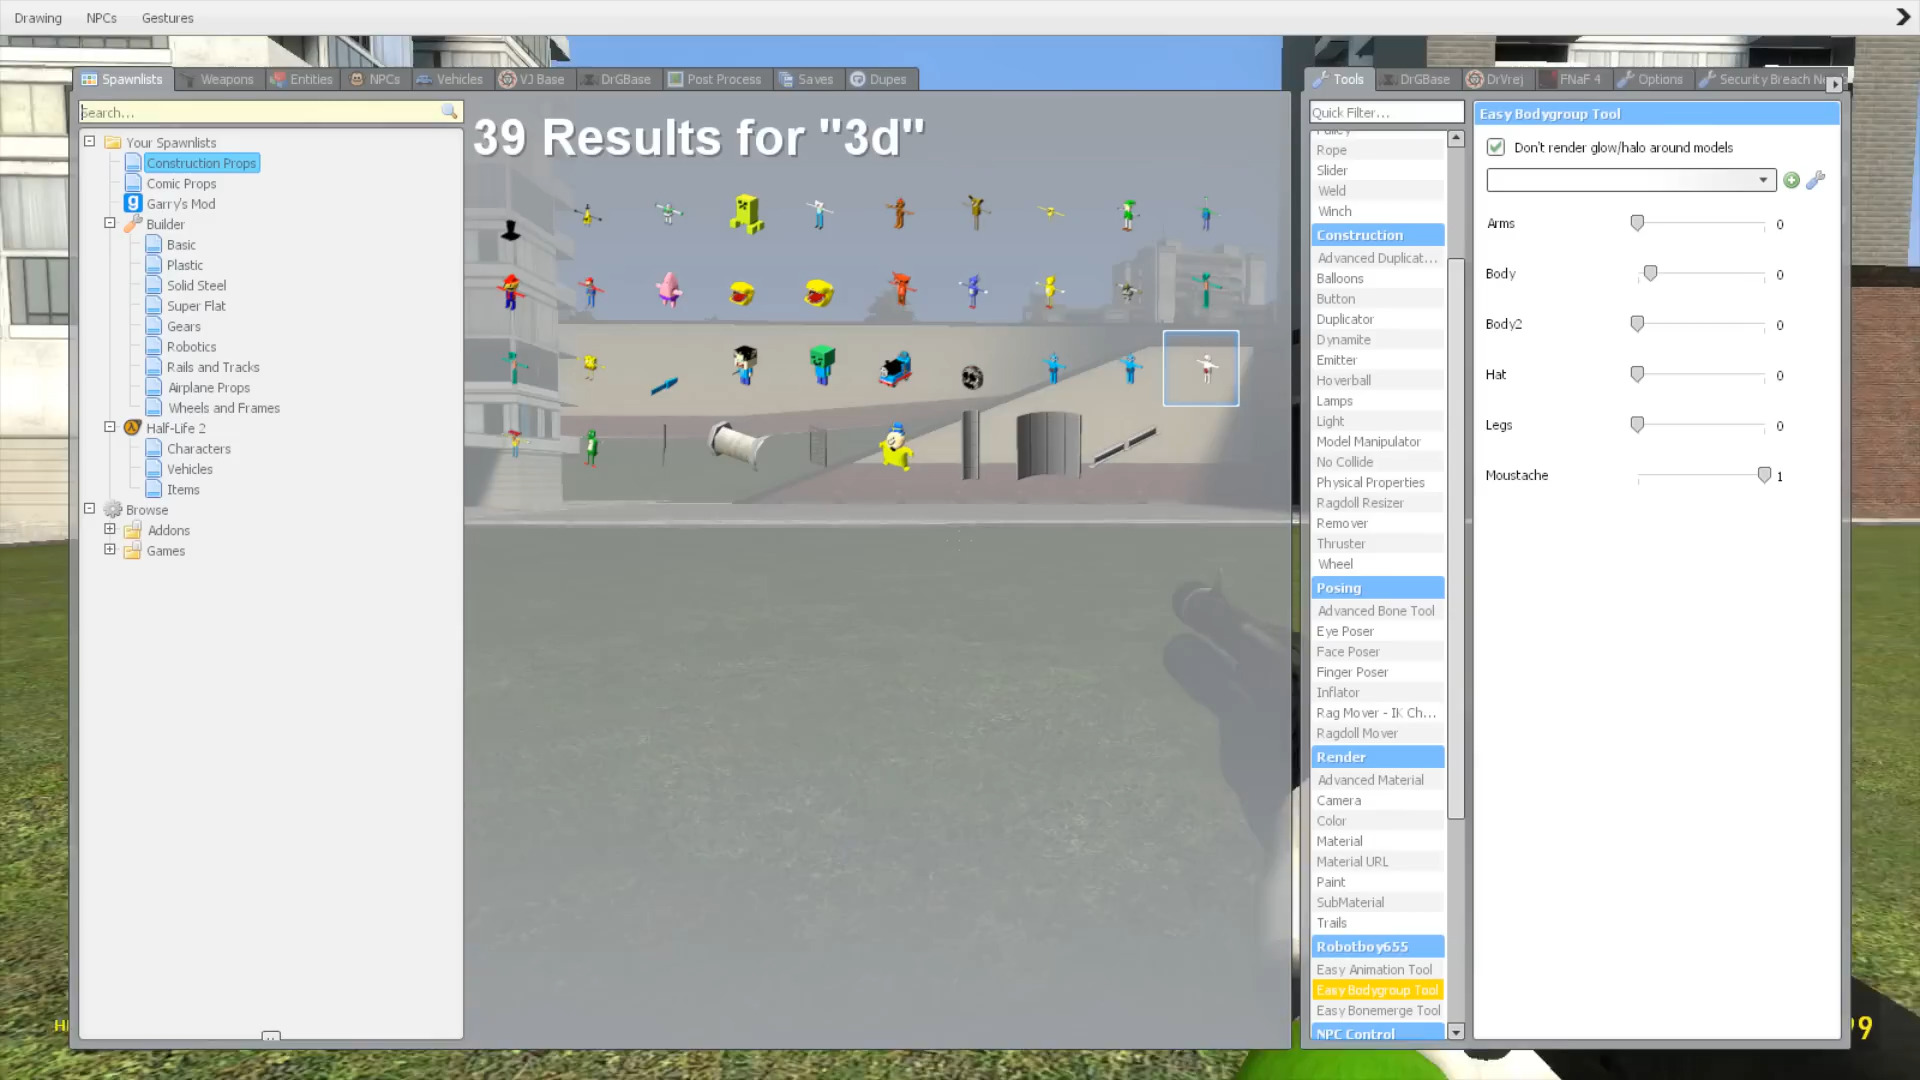 Drawing NPCs Gestures
Spawnlists Weapons Entities NPCs Vehicles VJ Base DrGBase Post Process Saves Dupes
Search...
Your Spawnlists
Construction Props
Comic Props
Garry's Mod
Builder
Basic
Plastic
Solid Steel
Super Flat
Gears
Robotics
Rails and Tracks
Airplane Props
Wheels and Frames
Half-Life 2
Characters
Vehicles
Items
Browse
Addons
Games
39 Results for "3d"
Tools DrGBase DrVrej FNaF 4 Options Security Breach
Quick Filter...
Pulley
Rope
Slider
Weld
Winch
Construction
Advanced Duplicat...
Balloons
Button
Duplicator
Dynamite
Emitter
Hoverball
Lamps
Light
Model Manipulator
No Collide
Physical Properties
Ragdoll Resizer
Remover
Thruster
Wheel
Posing
Advanced Bone Tool
Eye Poser
Face Poser
Finger Poser
Inflator
Rag Mover - IK Ch...
Ragdoll Mover
Render
Advanced Material
Camera
Color
Material
Material URL
Paint
SubMaterial
Trails
Robotboy655
Easy Animation Tool
Easy Bodygroup Tool
Easy Bonemerge Tool
NPC Control
Easy Bodygroup Tool
Don't render glow/halo around models
Arms 0
Body 0
Body2 0
Hat 0
Legs 0
Moustache 1
9